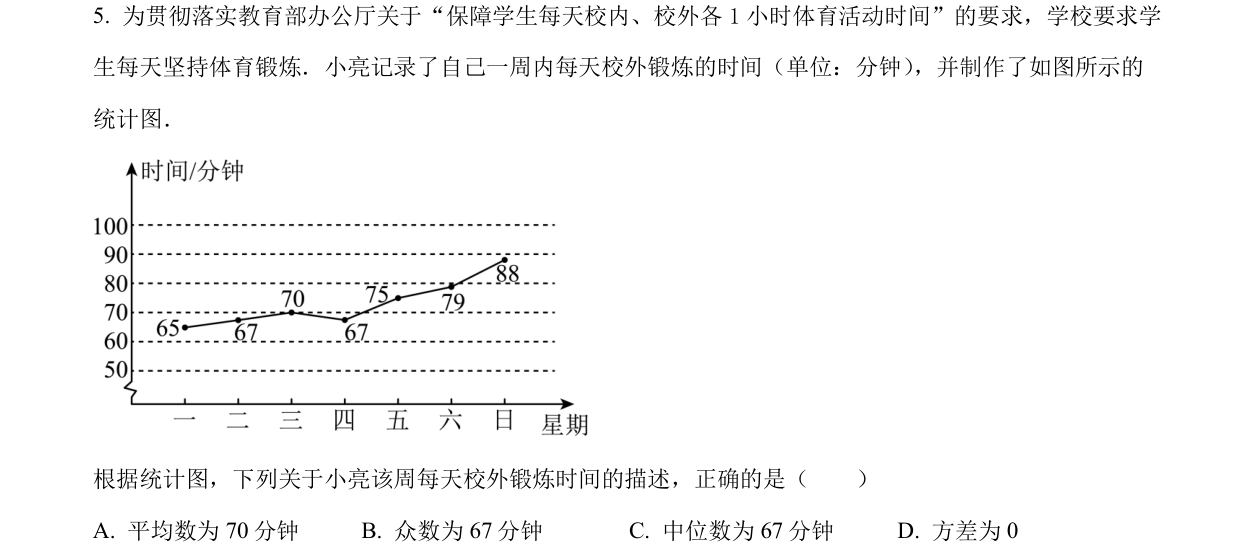 5. 为贯彻落实教育部办公厅关于“保障学生每天校内、校外各 1 小时体育活动时间”的要求，学校要求学
生每天坚持体育锻炼．小亮记录了自己一周内每天校外锻炼的时间（单位：分钟），并制作了如图所示的
统计图．
时间/分钟
100
90
88
80
75
79
70
70
65
67
67
60
50
一 二 三 四 五 六 日 星期
根据统计图，下列关于小亮该周每天校外锻炼时间的描述，正确的是（ ）
A. 平均数为 70 分钟 B. 众数为 67 分钟 C. 中位数为 67 分钟 D. 方差为 0